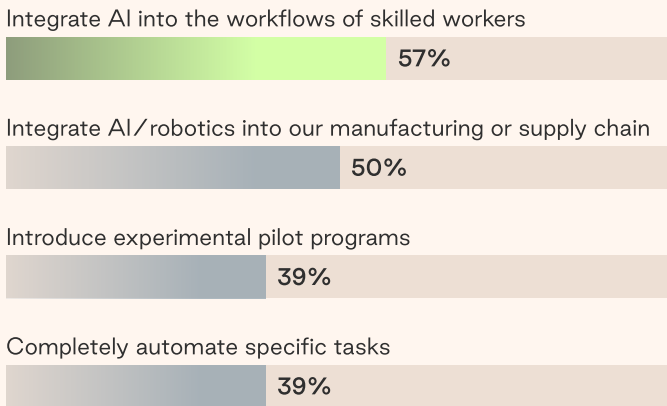 Integrate AI into the workflows of skilled workers
57%
Integrate AI/robotics into our manufacturing or supply chain
50%
Introduce experimental pilot programs
39%
Completely automate specific tasks
39%